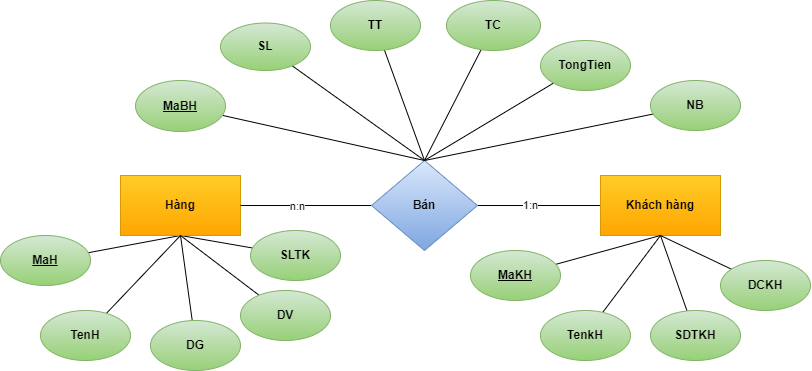 TT
TC
SL
TongTien
MaBH
NB
Hàng
n:n
Bán
1:n
Khách hàng
MaH
SLTK
MaKH
DCKH
TenH
DG
DV
TenkH
SDTKH